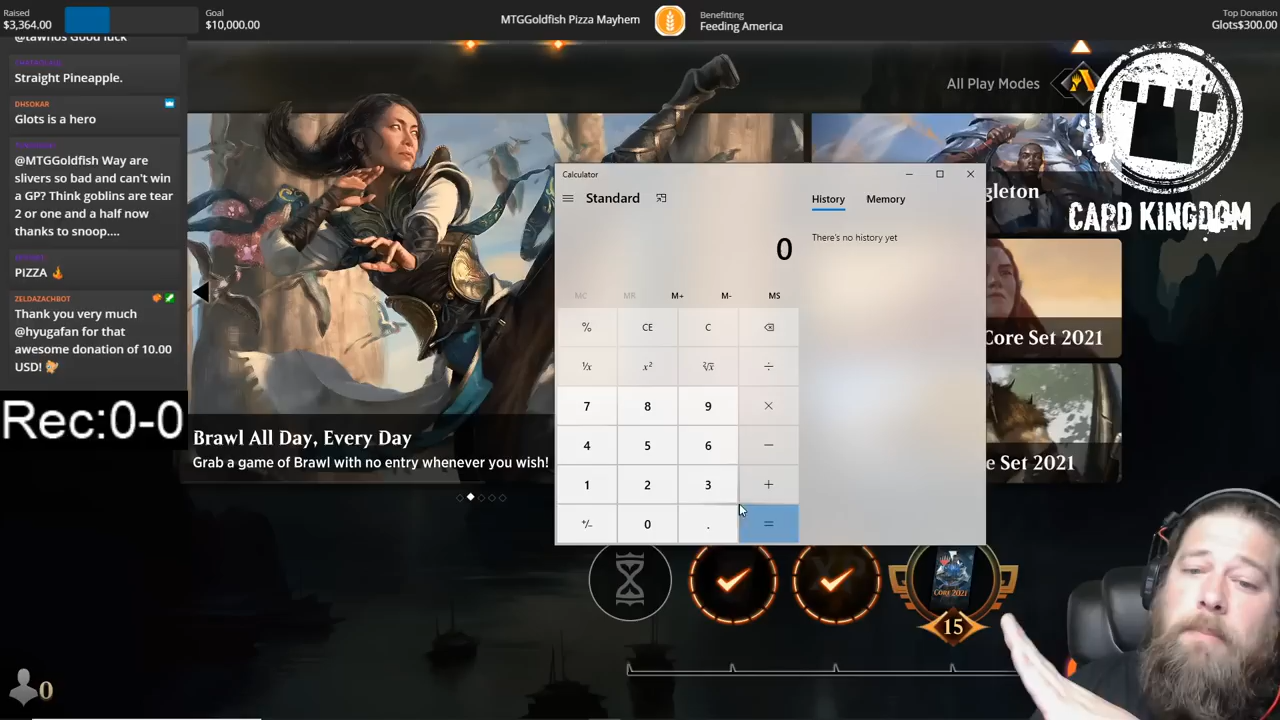 Raised
$3,364.00
Goal
$10,000.00
MTGGoldfish Pizza Mayhem
Benefitting
Feeding America
Top Donation
Glots$300.00
@tawnos Good luck
Straight Pineapple.
DHSOKAR
Glots is a hero
@MTGGoldfish Way are
slivers so bad and can't win
a GP? Think goblins are tear
2 or one and a half now
thanks to snoop....
PIZZA
ZELDAZACHBOT
Thank you very much
@hyugafan for that
awesome donation of 10.00
USD!
Rec:0-0
All Play Modes
CARD KINGDOM
Brawl All Day, Every Day
Grab a game of Brawl with no entry whenever you wish!
gleton
Core Set 2021
e Set 2021
Calculator
Standard
History
Memory
There's no history yet
0
MC
MR
M+
M-
MS
%
CE
C
⌫
¹/x
x²
²√x
÷
7
8
9
×
4
5
6
−
1
2
3
+
+/-
0
.
=
CORE 2021
15
0